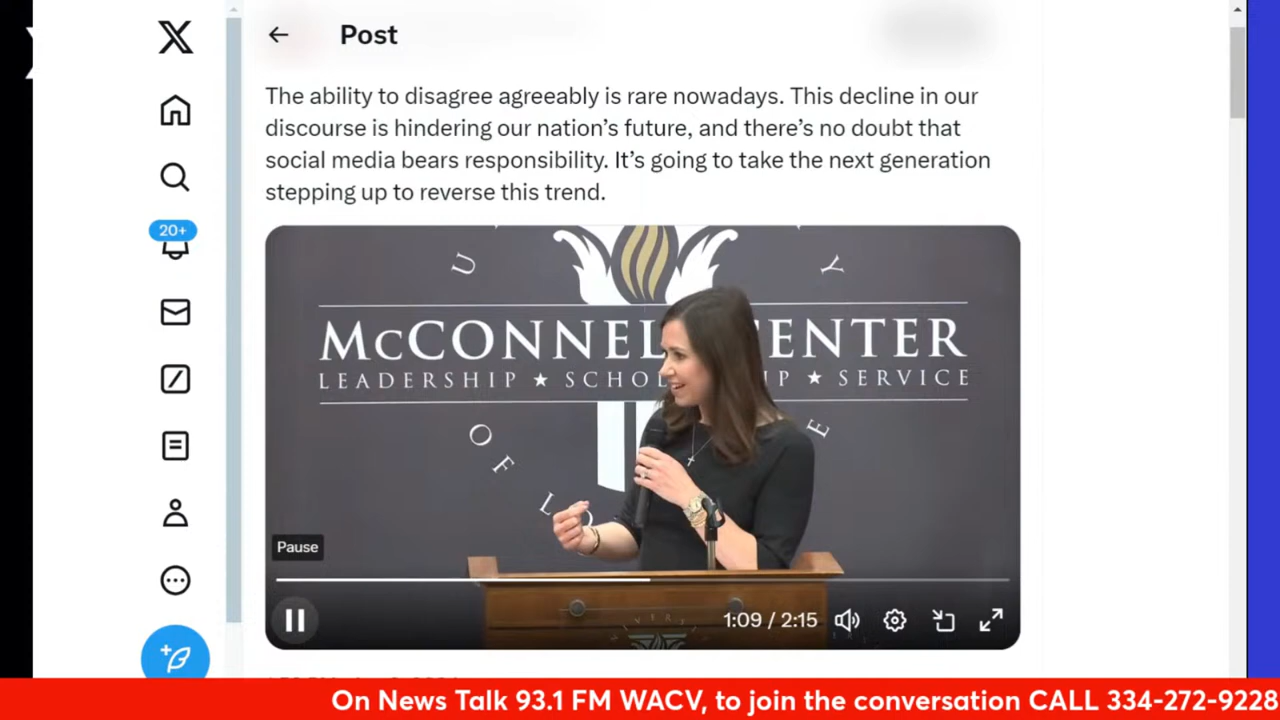 Post
The ability to disagree agreeably is rare nowadays. This decline in our
discourse is hindering our nation’s future, and there’s no doubt that
social media bears responsibility. It’s going to take the next generation
stepping up to reverse this trend.
20+
U
Y
McCONNEL
ENTER
LEADERSHIP ★ SCHOL
P ★ SERVICE
O
F
L
E
Pause
1:09 / 2:15
On News Talk 93.1 FM WACV, to join the conversation CALL 334-272-9228